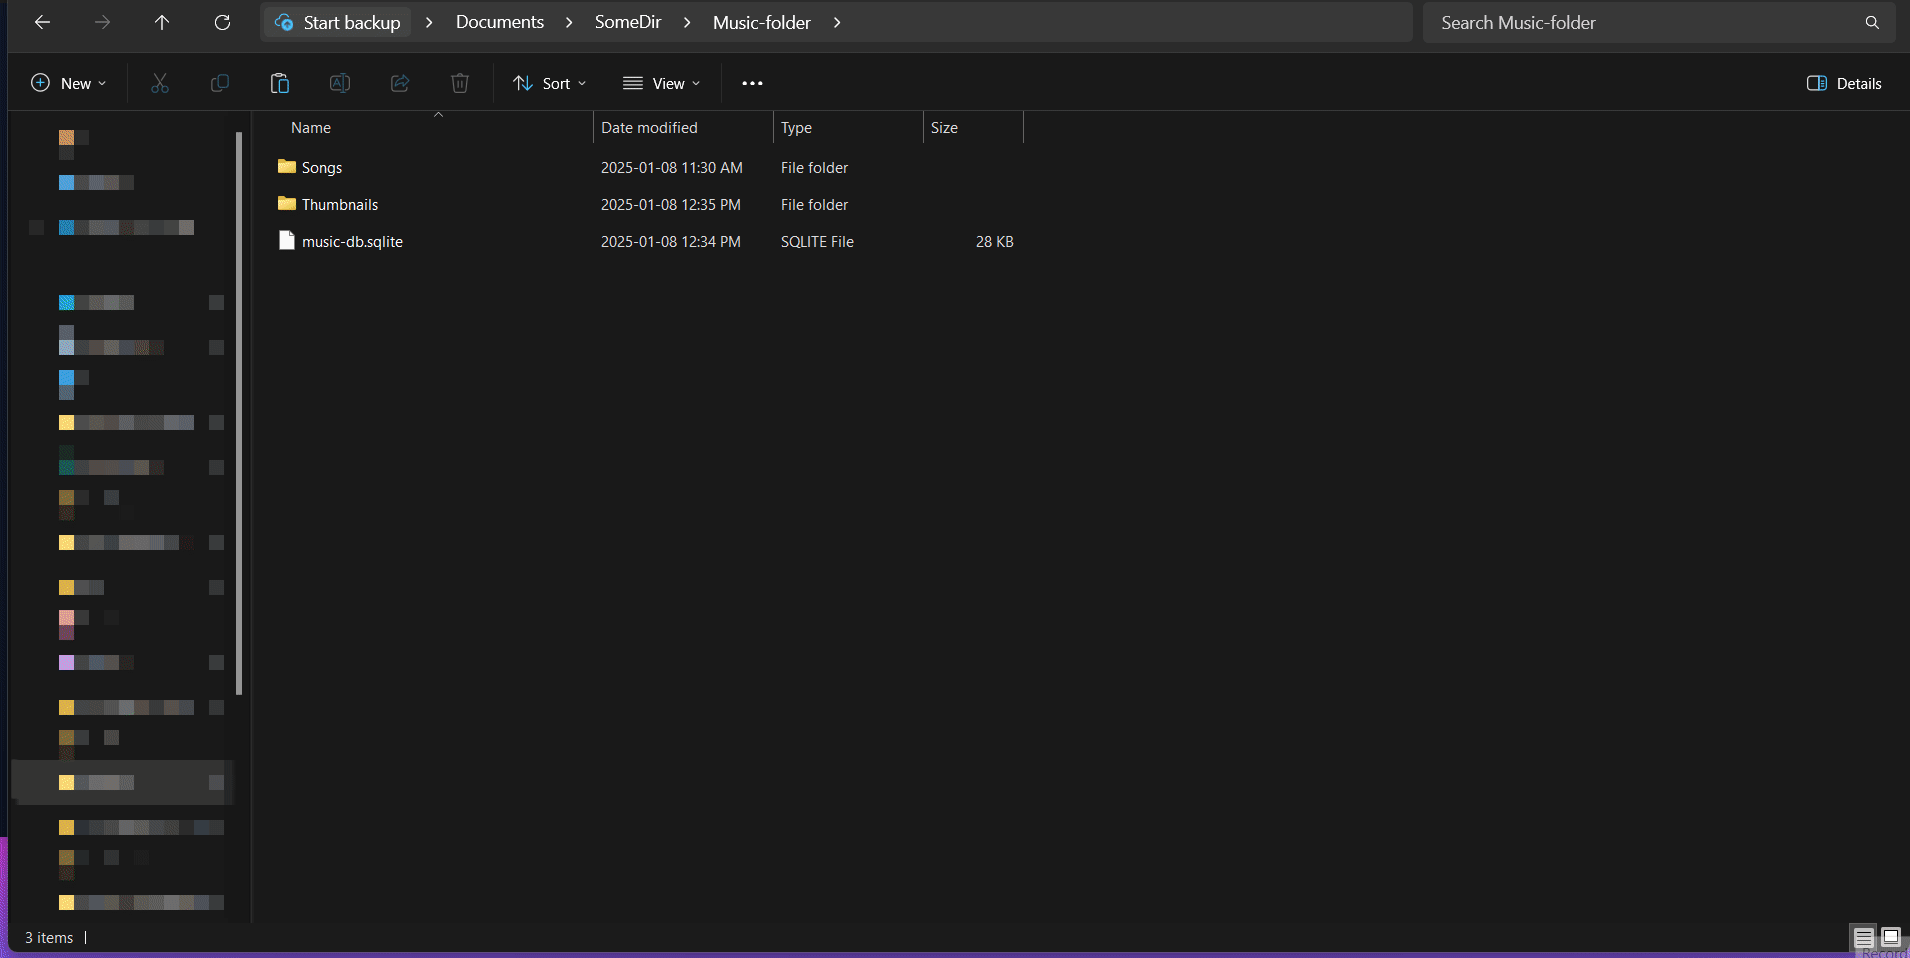 Start backup > Documents > SomeDir > Music-folder >
Search Music-folder
New
Sort
View
Details
Name Date modified Type Size
Songs 2025-01-08 11:30 AM File folder
Thumbnails 2025-01-08 12:35 PM File folder
music-db.sqlite 2025-01-08 12:34 PM SQLITE File 28 KB
3 items
Record